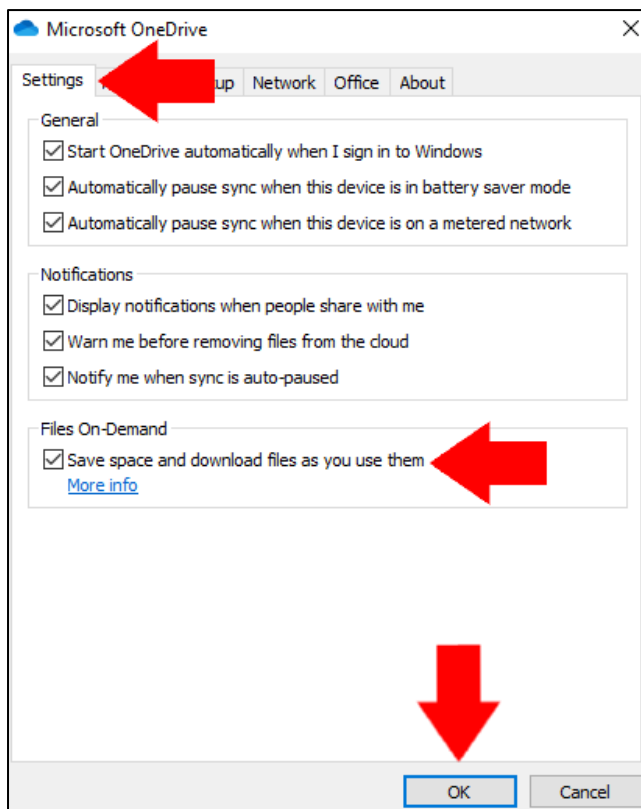 Microsoft OneDrive
Settings up Network Office About
General
Start OneDrive automatically when I sign in to Windows
Automatically pause sync when this device is in battery saver mode
Automatically pause sync when this device is on a metered network
Notifications
Display notifications when people share with me
Warn me before removing files from the cloud
Notify me when sync is auto-paused
Files On-Demand
Save space and download files as you use them
More info
OK Cancel